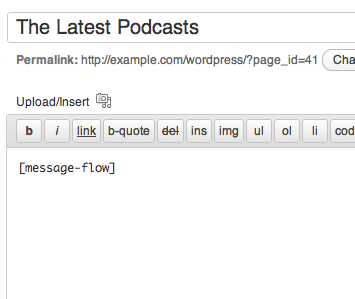 The Latest Podcasts
Permalink: http://example.com/wordpress/?page_id=41 Cha
Upload/Insert
b i link b-quote del ins img ul ol li cod
[message-flow]